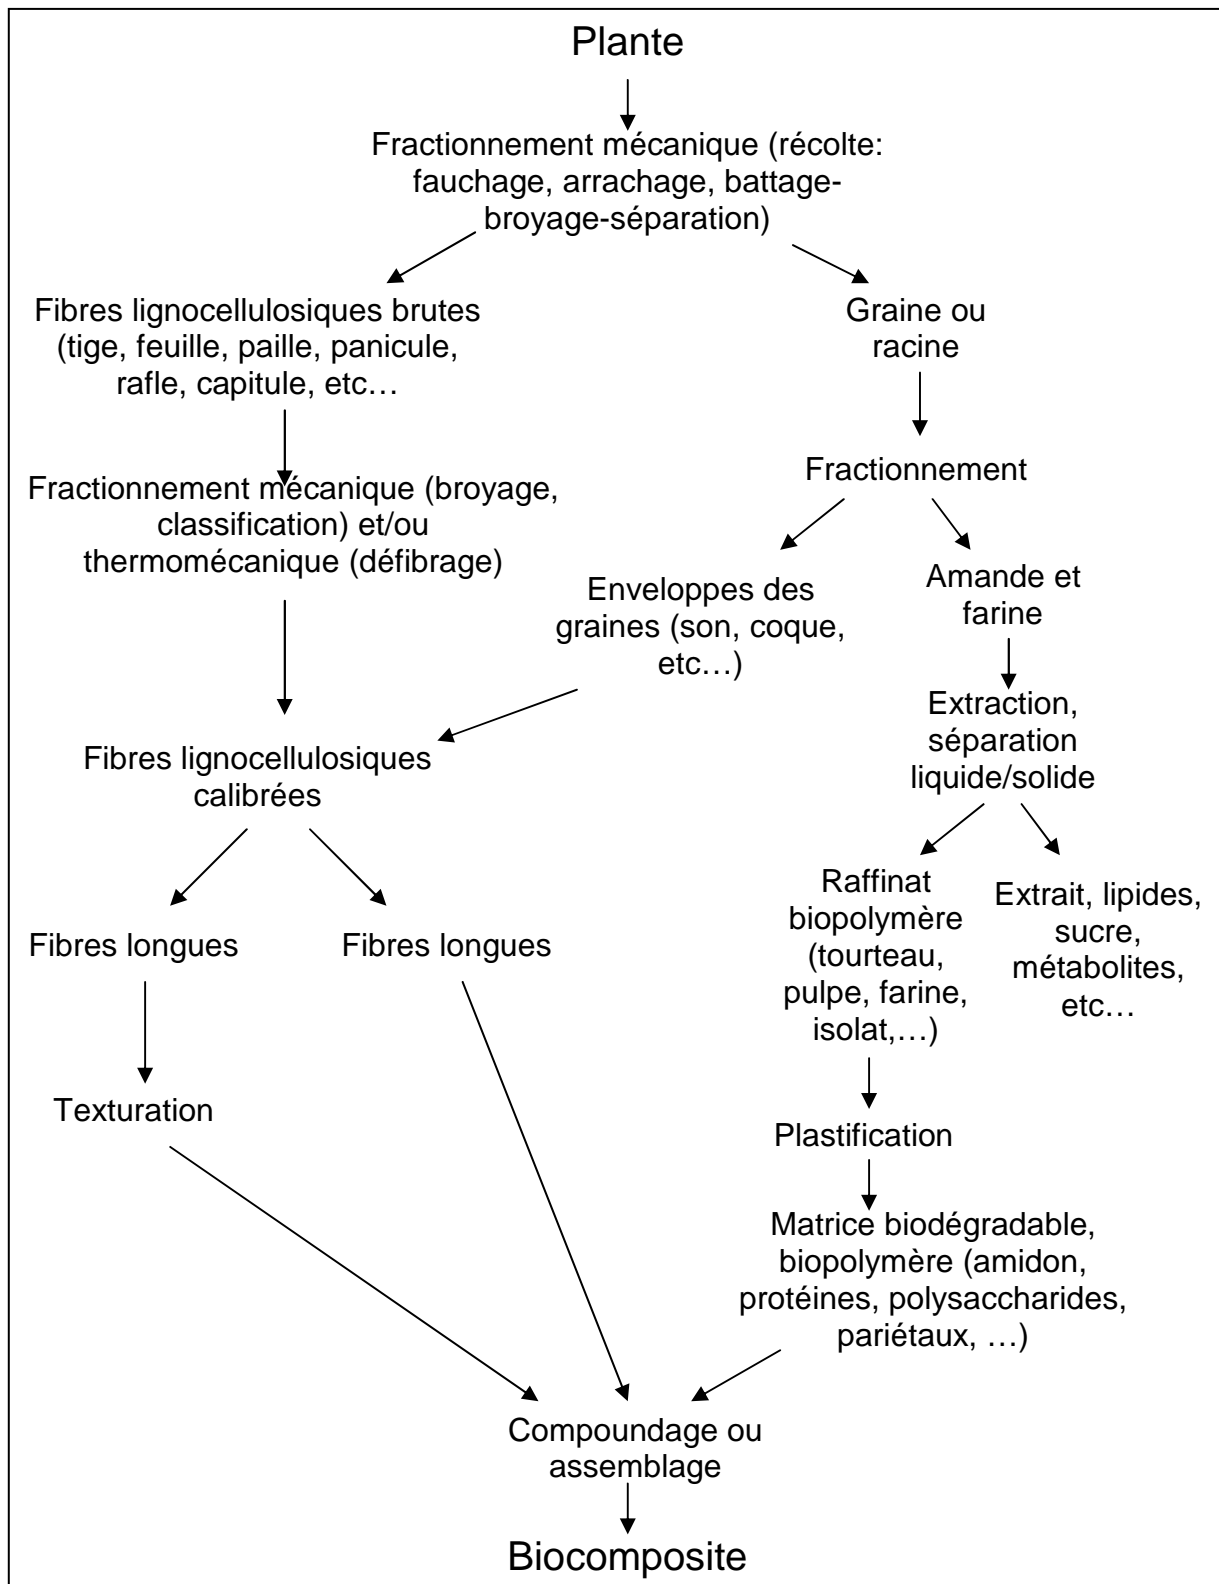 Plante
Fractionnement mécanique (récolte:
fauchage, arrachage, battage-
broyage-séparation)
Fibres lignocellulosiques brutes
(tige, feuille, paille, panicule,
rafle, capitule, etc…
Graine ou
racine
Fractionnement mécanique (broyage,
classification) et/ou
thermomécanique (défibrage)
Fractionnement
Enveloppes des
graines (son, coque,
etc…)
Amande et
farine
Extraction,
séparation
liquide/solide
Fibres lignocellulosiques
calibrées
Fibres longues
Fibres longues
Raffinat
biopolymère
(tourteau,
pulpe, farine,
isolat,…)
Extrait, lipides,
sucre,
métabolites,
etc…
Texturation
Plastification
Matrice biodégradable,
biopolymère (amidon,
protéines, polysaccharides,
pariétaux, …)
Compoundage ou
assemblage
Biocomposite